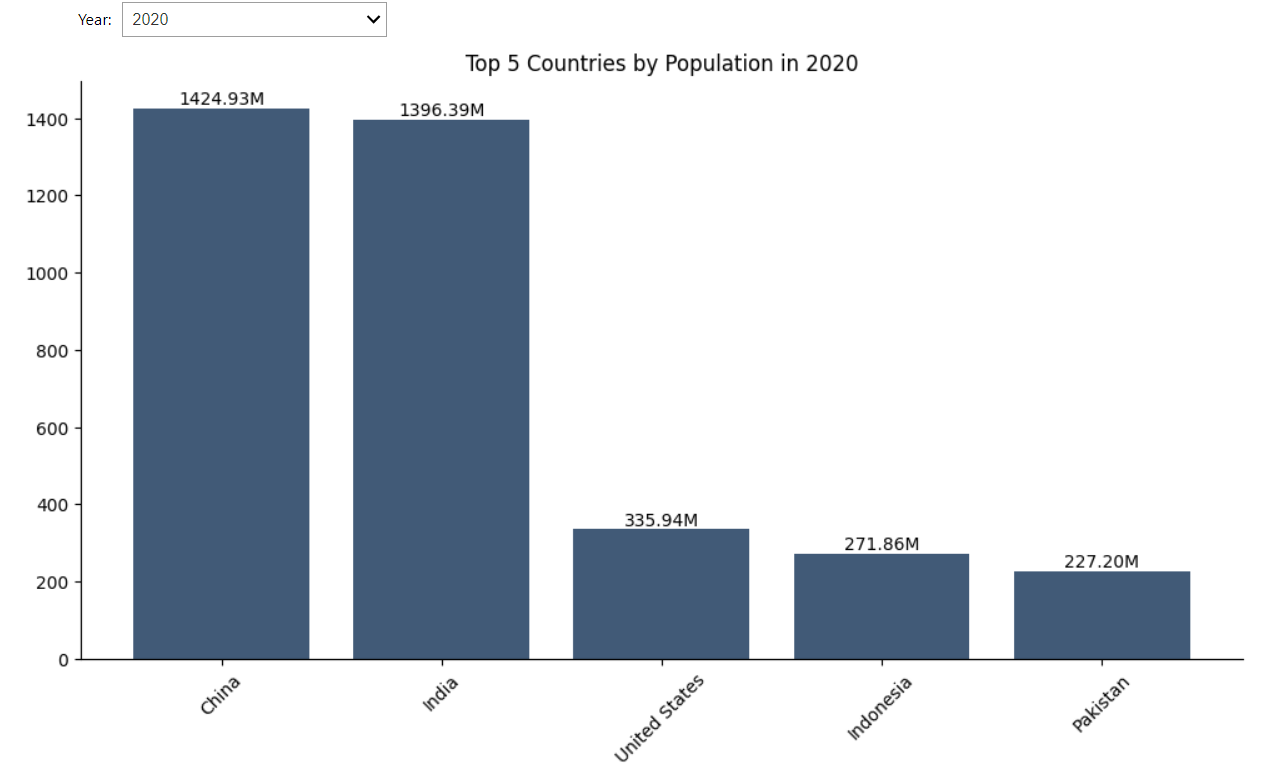 Year: 2020
Top 5 Countries by Population in 2020
1424.93M
1396.39M
335.94M
271.86M
227.20M
1400
1200
1000
800
600
400
200
0
China
India
United States
Indonesia
Pakistan